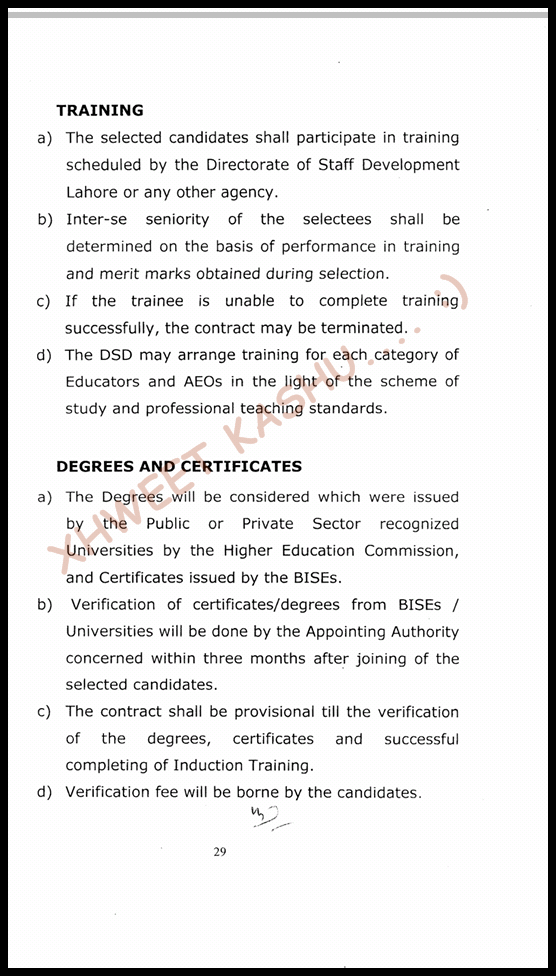 TRAINING
a) The selected candidates shall participate in training
scheduled by the Directorate of Staff Development
Lahore or any other agency.
b) Inter-se seniority of the selectees shall be
determined on the basis of performance in training
and merit marks obtained during selection.
c) If the trainee is unable to complete training
successfully, the contract may be terminated.
d) The DSD may arrange training for each category of
Educators and AEOs in the light of the scheme of
study and professional teaching standards.
DEGREES AND CERTIFICATES
a) The Degrees will be considered which were issued
by the Public or Private Sector recognized
Universities by the Higher Education Commission,
and Certificates issued by the BISEs.
b) Verification of certificates/degrees from BISEs /
Universities will be done by the Appointing Authority
concerned within three months after joining of the
selected candidates.
c) The contract shall be provisional till the verification
of the degrees, certificates and successful
completing of Induction Training.
d) Verification fee will be borne by the candidates.
29
XHWEET KASHU.... :)